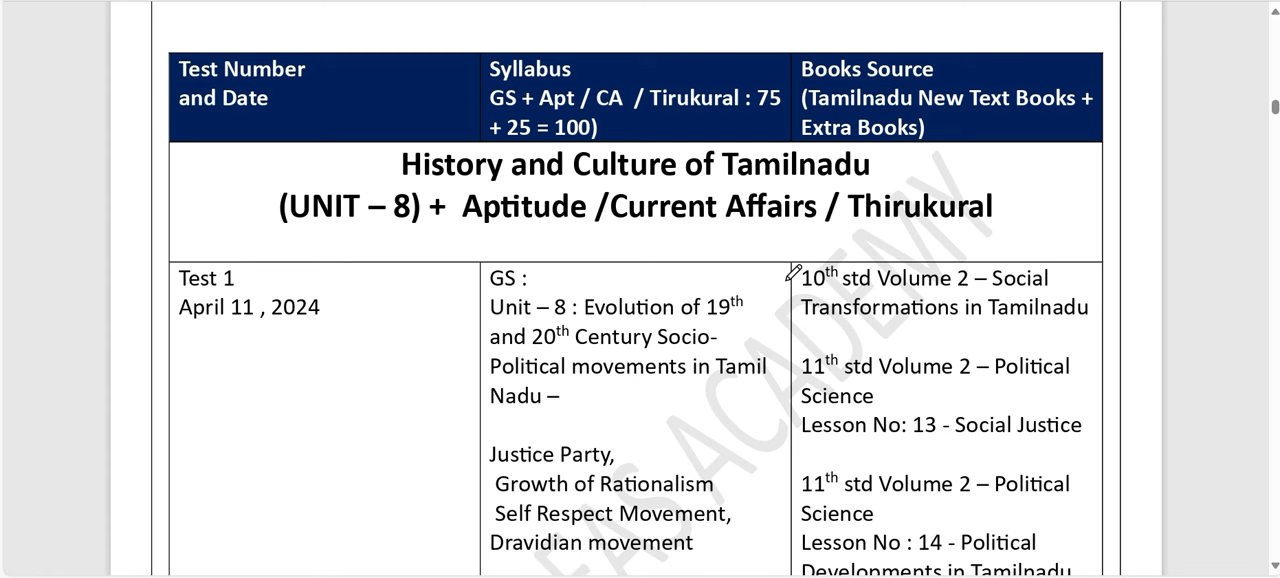 Test Number
and Date
Syllabus
GS + Apt / CA / Tirukural : 75
+ 25 = 100)
Books Source
(Tamilnadu New Text Books +
Extra Books)
History and Culture of Tamilnadu
(UNIT – 8) + Aptitude /Current Affairs / Thirukural
Test 1
April 11 , 2024
GS :
Unit – 8 : Evolution of 19th
and 20th Century Socio-
Political movements in Tamil
Nadu –
Justice Party,
Growth of Rationalism
Self Respect Movement,
Dravidian movement
10th std Volume 2 – Social
Transformations in Tamilnadu
11th std Volume 2 – Political
Science
Lesson No: 13 - Social Justice
11th std Volume 2 – Political
Science
Lesson No : 14 - Political
Developments in Tamilnadu
ACADEMY